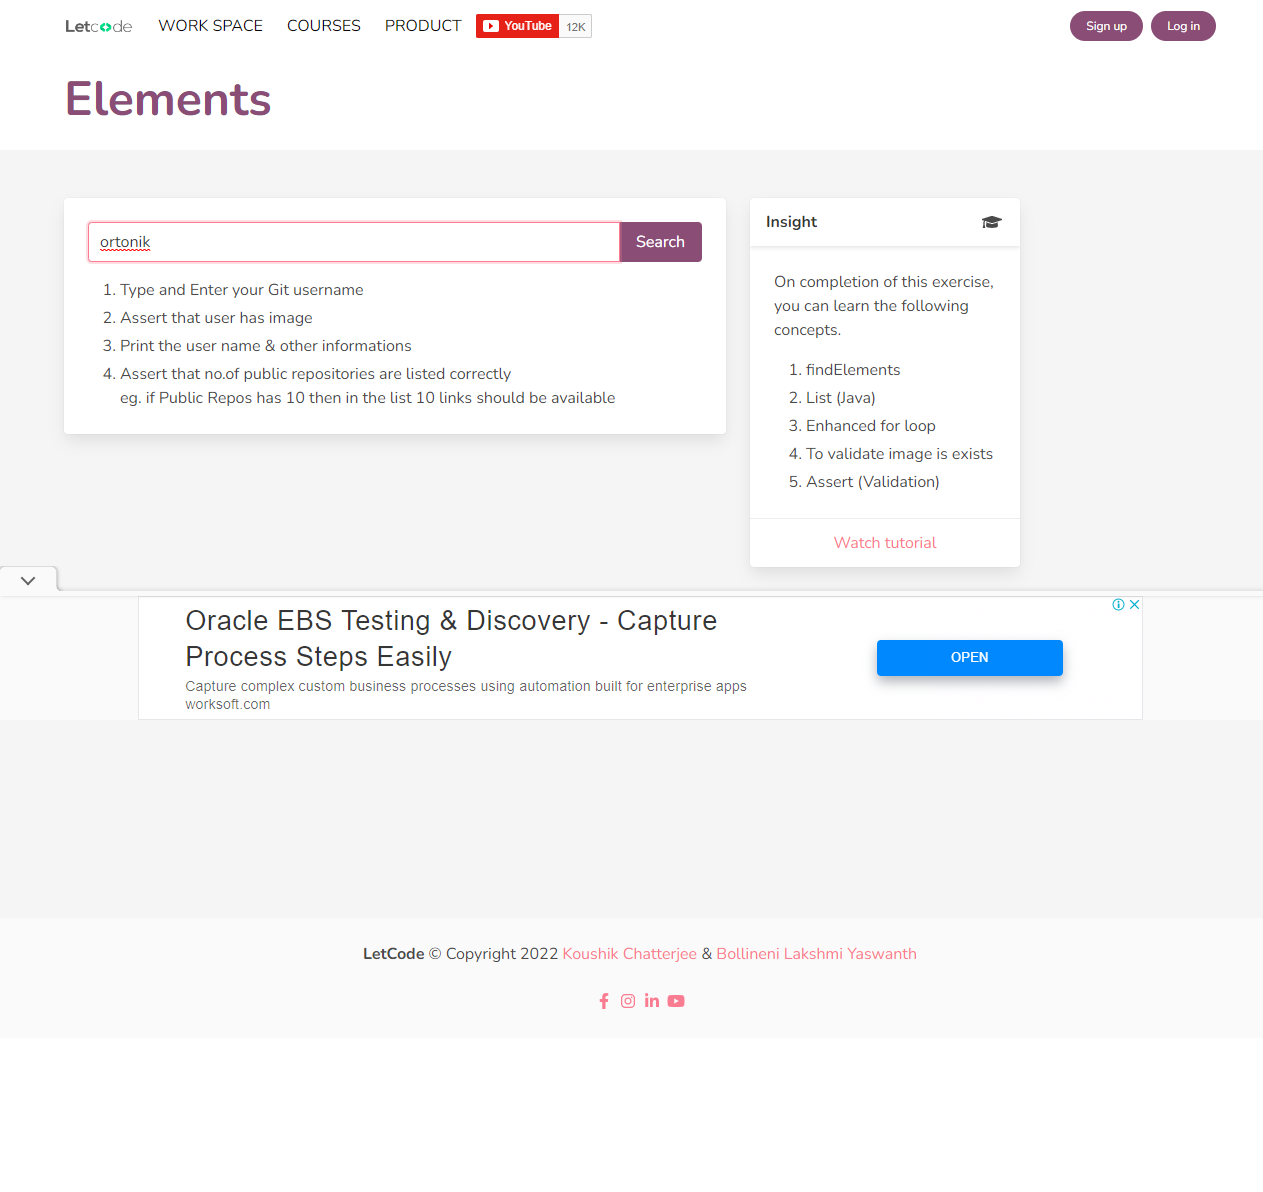 Letcode WORK SPACE COURSES PRODUCT YouTube 12K Sign up Log in
Elements
ortonik Search
1. Type and Enter your Git username
2. Assert that user has image
3. Print the user name & other informations
4. Assert that no.of public repositories are listed correctly
eg. if Public Repos has 10 then in the list 10 links should be available
Insight
On completion of this exercise,
you can learn the following
concepts.
1. findElements
2. List (Java)
3. Enhanced for loop
4. To validate image is exists
5. Assert (Validation)
Watch tutorial
Oracle EBS Testing & Discovery - Capture
Process Steps Easily
Capture complex custom business processes using automation built for enterprise apps
worksoft.com
OPEN
LetCode © Copyright 2022 Koushik Chatterjee & Bollineni Lakshmi Yaswanth